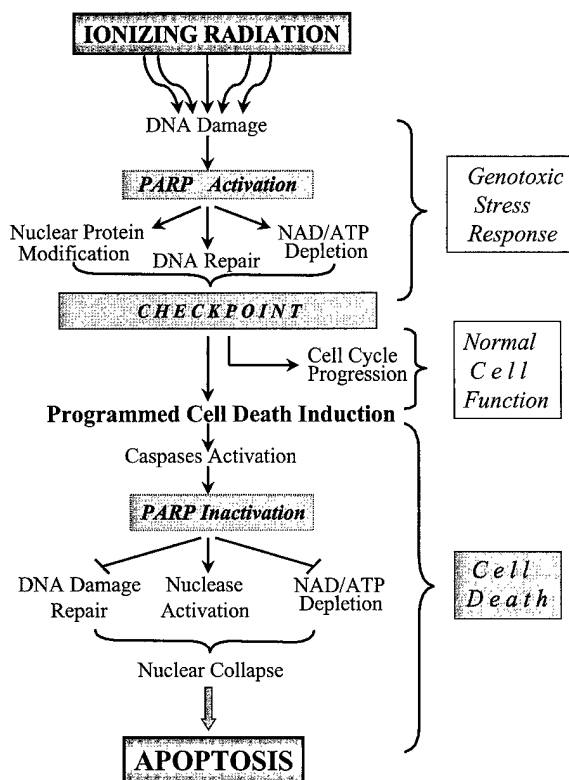 IONIZING RADIATION
DNA Damage
PARP Activation
Nuclear Protein
Modification
DNA Repair
NAD/ATP
Depletion
Genotoxic
Stress
Response
CHECKPOINT
Cell Cycle
Progression
Normal
Cell
Function
Programmed Cell Death Induction
Caspases Activation
PARP Inactivation
DNA Damage
Repair
Nuclease
Activation
NAD/ATP
Depletion
Cell
Death
Nuclear Collapse
APOPTOSIS